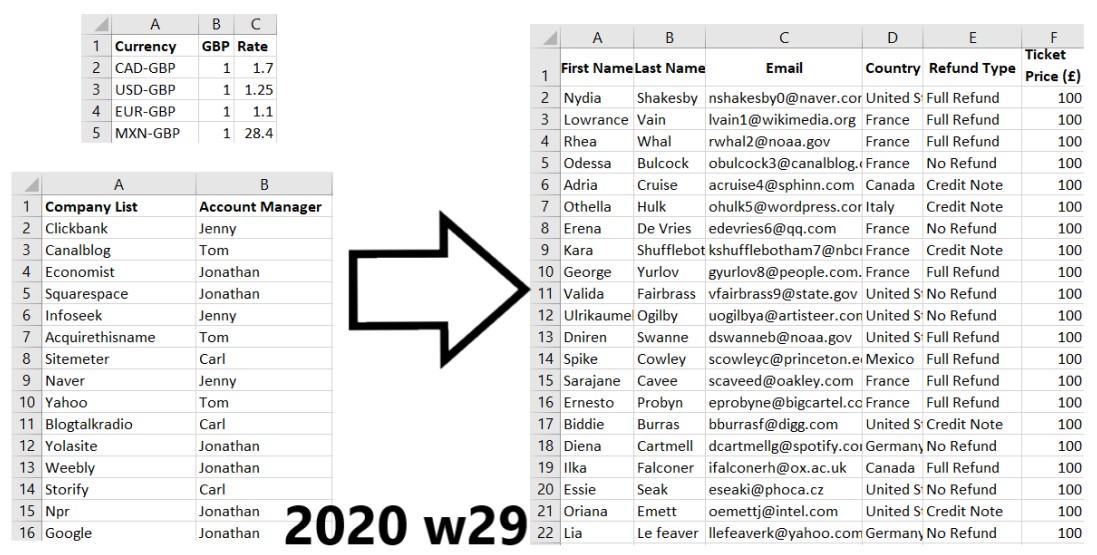 A B C
1 Currency GBP Rate
2 CAD-GBP 1 1.7
3 USD-GBP 1 1.25
4 EUR-GBP 1 1.1
5 MXN-GBP 1 28.4
A B
1 Company List Account Manager
2 Clickbank Jenny
3 Canalblog Tom
4 Economist Jonathan
5 Squarespace Jonathan
6 Infoseek Jenny
7 Acquirethisname Tom
8 Sitemeter Carl
9 Naver Jenny
10 Yahoo Tom
11 Blogtalkradio Carl
12 Yolasite Jonathan
13 Weebly Jonathan
14 Storify Carl
15 Npr Jonathan
16 Google Jonathan
2020 w29
A B C D E F
Ticket
1 First Name Last Name Email Country Refund Type Price (£)
2 Nydia Shakesby nshakesby0@naver.cor United St Full Refund 100
3 Lowrance Vain lvain1@wikimedia.org France Full Refund 100
4 Rhea Whal rwhal2@noaa.gov France Full Refund 100
5 Odessa Bulcock obulcock3@canalblog. France No Refund 100
6 Adria Cruise acruise4@sphinn.com Canada Credit Note 100
7 Othella Hulk ohulk5@wordpress.cor Italy Credit Note 100
8 Erena De Vries edevries6@qq.com France No Refund 100
9 Kara Shufflebot kshufflebotham7@nbc France Credit Note 100
10 George Yurlov gyurlov8@people.com. France Full Refund 100
11 Valida Fairbrass vfairbrass9@state.gov United St No Refund 100
12 Ulrikaumel Ogilby uogilbya@artisteer.con United St No Refund 100
13 Dniren Swanne dswanneb@noaa.gov United St Full Refund 100
14 Spike Cowley scowleyc@princeton.e Mexico Full Refund 100
15 Sarajane Cavee scaveed@oakley.com France Full Refund 100
16 Ernesto Probyn eprobyne@bigcartel.co France Full Refund 100
17 Biddie Burras bburrasf@digg.com United St Credit Note 100
18 Diena Cartmell dcartmellg@spotify.co Germany No Refund 100
19 Ilka Falconer ifalconerh@ox.ac.uk Canada Full Refund 100
20 Essie Seak eseaki@phoca.cz United St No Refund 100
21 Oriana Emett oemettj@intel.com United St Credit Note 100
22 Lia Le feaver llefeaverk@yahoo.com Germany No Refund 100